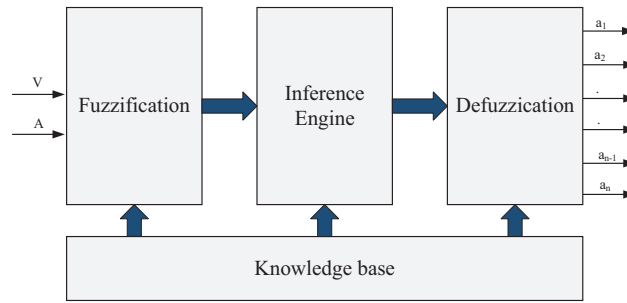 V
A
Fuzzification
Inference
Engine
Defuzzication
a1
a2
.
.
an-1
an
Knowledge base